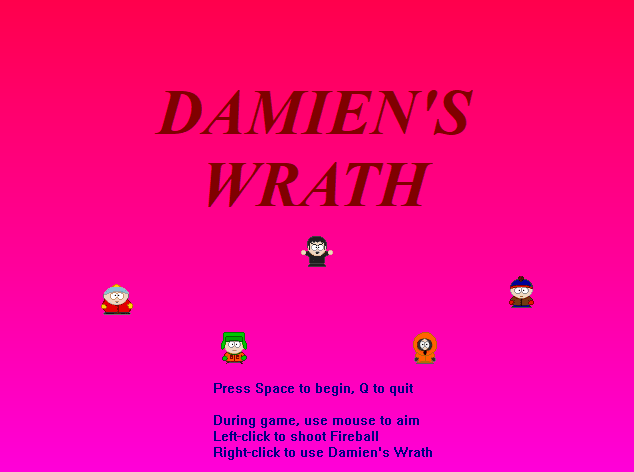 DAMIEN'S
WRATH
Press Space to begin, Q to quit
During game, use mouse to aim
Left-click to shoot Fireball
Right-click to use Damien's Wrath